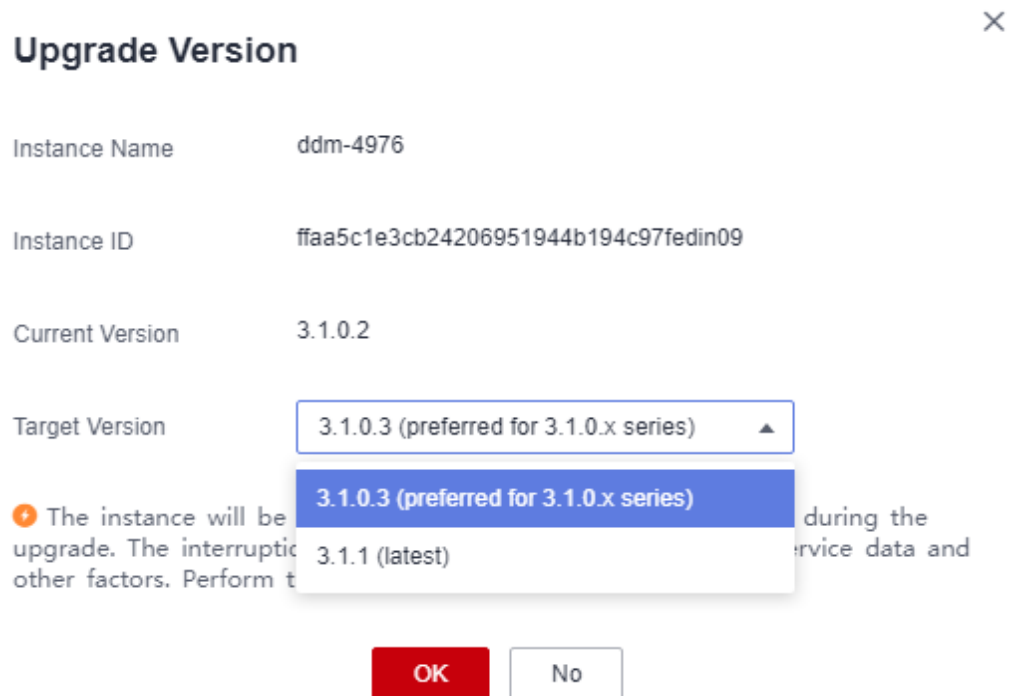 Upgrade Version
Instance Name ddm-4976
Instance ID ffaa5c1e3cb24206951944b194c97fedin09
Current Version 3.1.0.2
Target Version 3.1.0.3 (preferred for 3.1.0.x series)
3.1.0.3 (preferred for 3.1.0.x series)
3.1.1 (latest)
The instance will be during the
upgrade. The data and
other factors. Perform
OK No